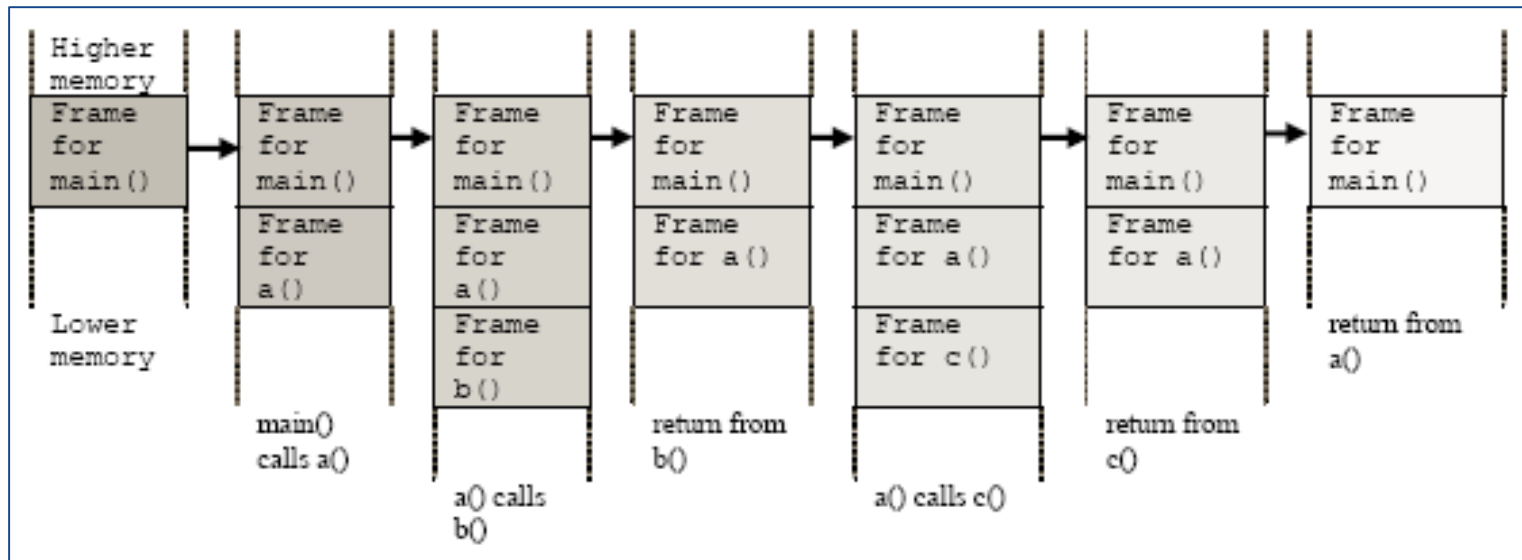 Higher
memory
Frame
for
main()
Lower
memory
Frame
for
main()
Frame
for
a()
main()
calls a()
Frame
for
main()
Frame
for
a()
Frame
for
b()
a() calls
b()
Frame
for
main()
Frame
for a()
return from
b()
Frame
for
main()
Frame
for a()
Frame
for c()
a() calls c()
Frame
for
main()
Frame
for a()
return from
c()
Frame
for
main()
return from
a()